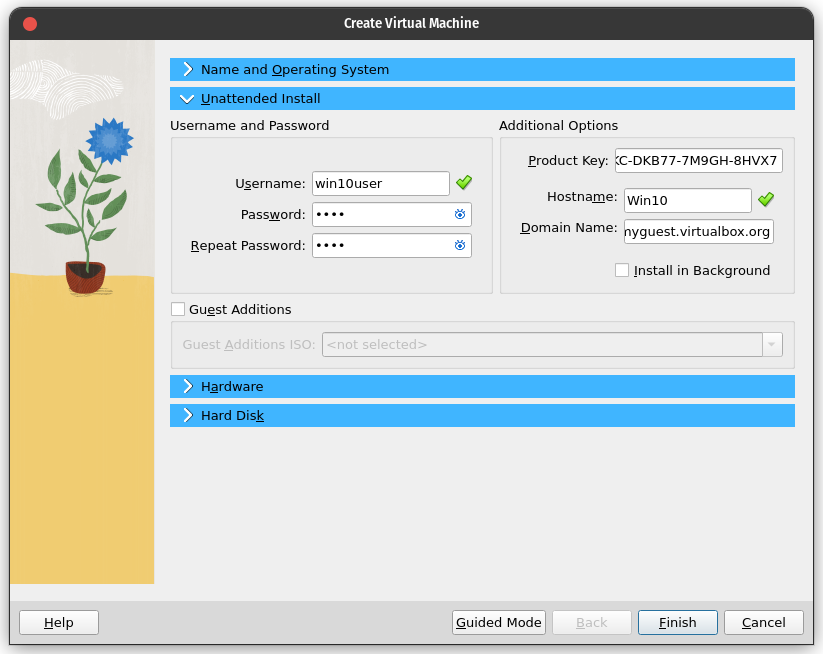 Create Virtual Machine
Name and Operating System
Unattended Install
Username and Password
Username: win10user
Password: ••••
Repeat Password: ••••
Additional Options
Product Key: C-DKB77-7M9GH-8HVX7
Hostname: Win10
Domain Name: myguest.virtualbox.org
Install in Background
Guest Additions
Guest Additions ISO: <not selected>
Hardware
Hard Disk
Help
Guided Mode
Back
Finish
Cancel